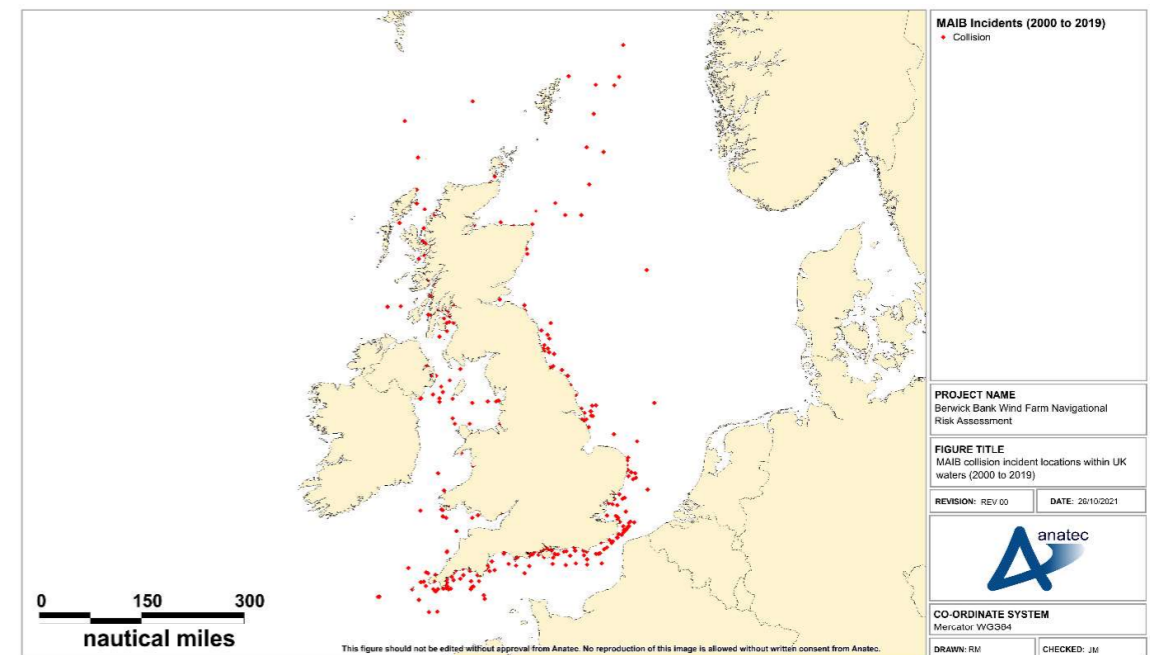 MAIB Incidents (2000 to 2019)
Collision
PROJECT NAME
Berwick Bank Wind Farm Navigational
Risk Assessment
FIGURE TITLE
MAIB collision incident locations within UK
waters (2000 to 2019)
REVISION: REV 00
DATE: 26/10/2021
anatec
CO-ORDINATE SYSTEM
Mercator WGS84
DRAWN: RM
CHECKED: JM
0 150 300
nautical miles
This figure should not be edited without approval from Anatec. No reproduction of this image is allowed without written consent from Anatec.